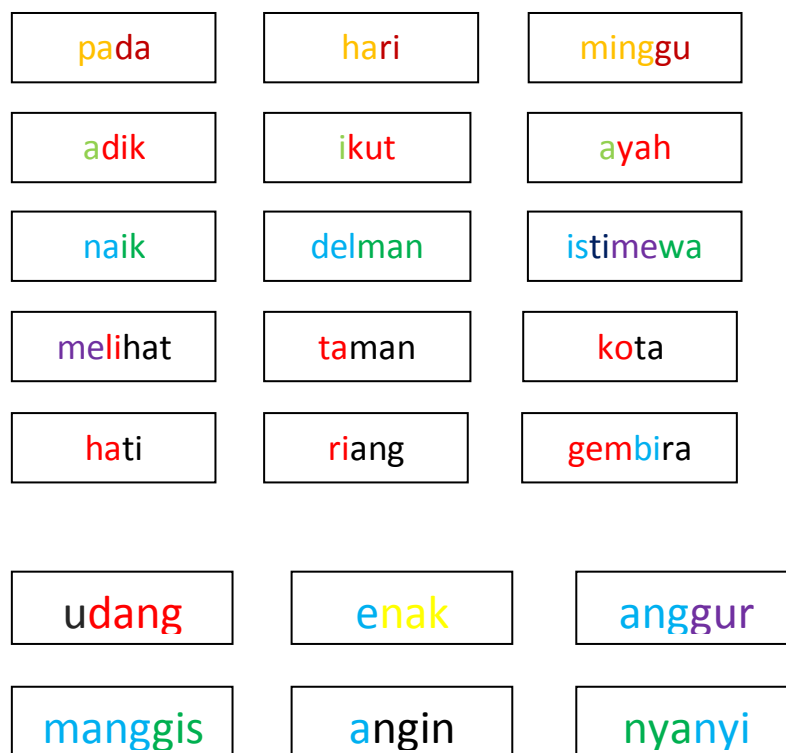 pada hari minggu
adik ikut ayah
naik delman istimewa
melihat taman kota
hati riang gembira
udang enak anggur
manggis angin nyanyi